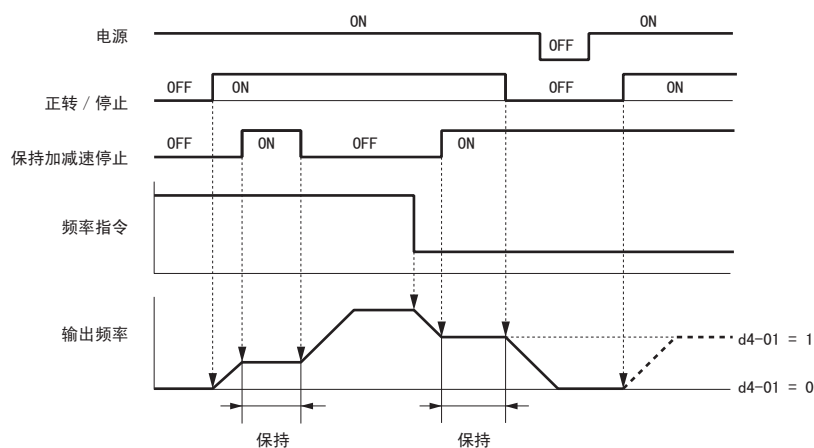 ON
ON
电源
OFF
OFF
ON
OFF
ON
正转 / 停止
OFF
ON
OFF
ON
保持加减速停止
频率指令
输出频率
d4-01 = 1
d4-01 = 0
保持
保持